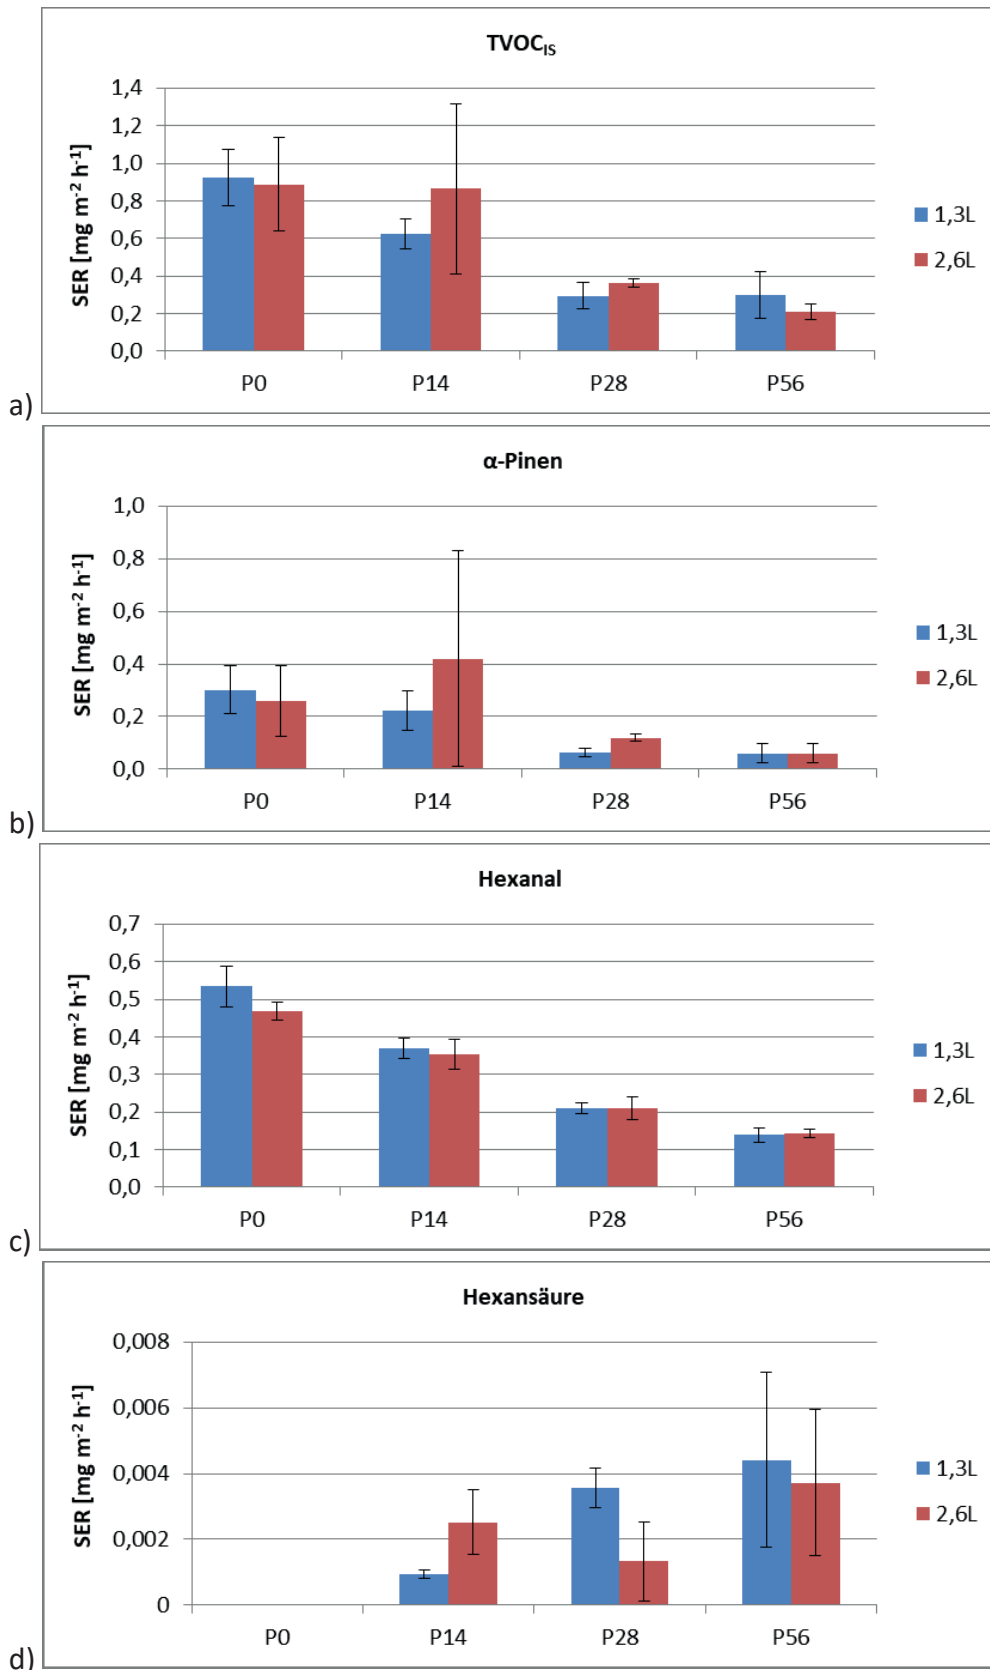 TVOCIS
SER [mg m-2 h-1]
1,4
1,2
1,0
0,8
0,6
0,4
0,2
0,0
P0 P14 P28 P56
1,3L
2,6L
a)
α-Pinen
SER [mg m-2 h-1]
1,0
0,8
0,6
0,4
0,2
0,0
P0 P14 P28 P56
1,3L
2,6L
b)
Hexanal
SER [mg m-2 h-1]
0,7
0,6
0,5
0,4
0,3
0,2
0,1
0,0
P0 P14 P28 P56
1,3L
2,6L
c)
Hexansäure
SER [mg m-2 h-1]
0,008
0,006
0,004
0,002
0
P0 P14 P28 P56
1,3L
2,6L
d)